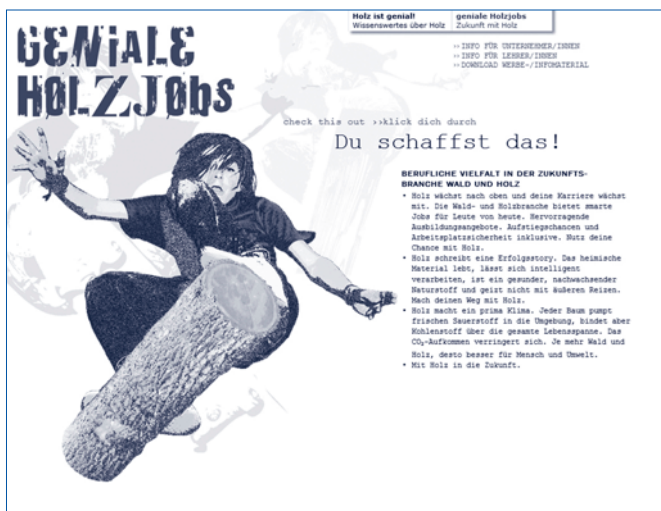 GENiALE
HOLZJObs
Holz ist genial!
Wissenswertes über Holz
geniale Holzjobs
Zukunft mit Holz
›› INFO FÜR UNTERNEHMER/INNEN
›› INFO FÜR LEHRER/INNEN
›› DOWNLOAD WERBE-/INFOMATERIAL
check this out ››klick dich durch
Du schaffst das!
BERUFLICHE VIELFALT IN DER ZUKUNFTS-
BRANCHE WALD UND HOLZ
• Holz wächst nach oben und deine Karriere wächst
mit. Die Wald- und Holzbranche bietet smarte
Jobs für Leute von heute. Hervorragende
Ausbildungsangebote. Aufstiegschancen und
Arbeitsplatzsicherheit inklusive. Nutz deine
Chance mit Holz.
• Holz schreibt eine Erfolgsstory. Das heimische
Material lebt, lässt sich intelligent
verarbeiten, ist ein gesunder, nachwachsender
Naturstoff und geizt nicht mit äußeren Reizen.
Mach deinen Weg mit Holz.
• Holz macht ein prima Klima. Jeder Baum pumpt
frischen Sauerstoff in die Umgebung, bindet aber
Kohlenstoff über die gesamte Lebensspanne. Das
CO₂-Aufkommen verringert sich. Je mehr Wald und
Holz, desto besser für Mensch und Umwelt.
• Mit Holz in die Zukunft.